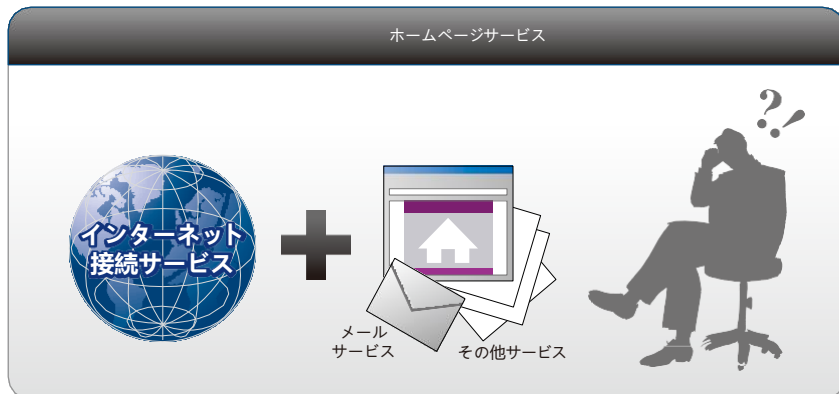 ホームページサービス
インターネット
接続サービス
メール
サービス
その他サービス
?!